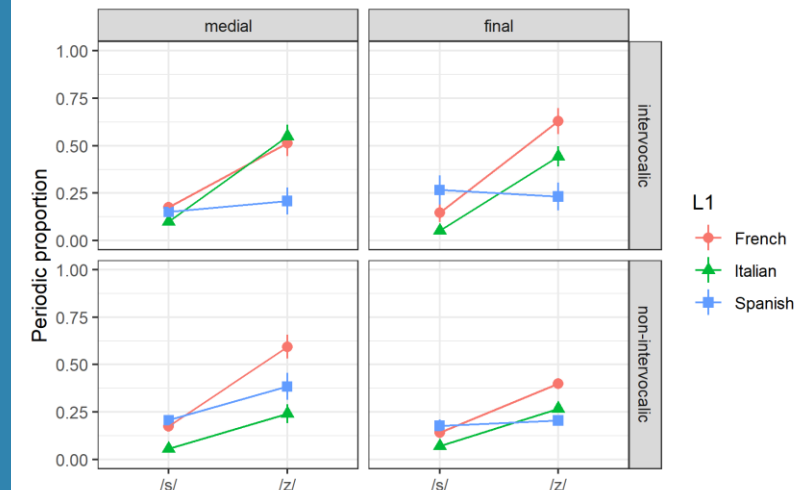 medial
final
1.00
0.75
0.50
0.25
0.00
intervocalic
1.00
0.75
0.50
0.25
0.00
non-intervocalic
Periodic proportion
/s/
/z/
/s/
/z/
L1
French
Italian
Spanish